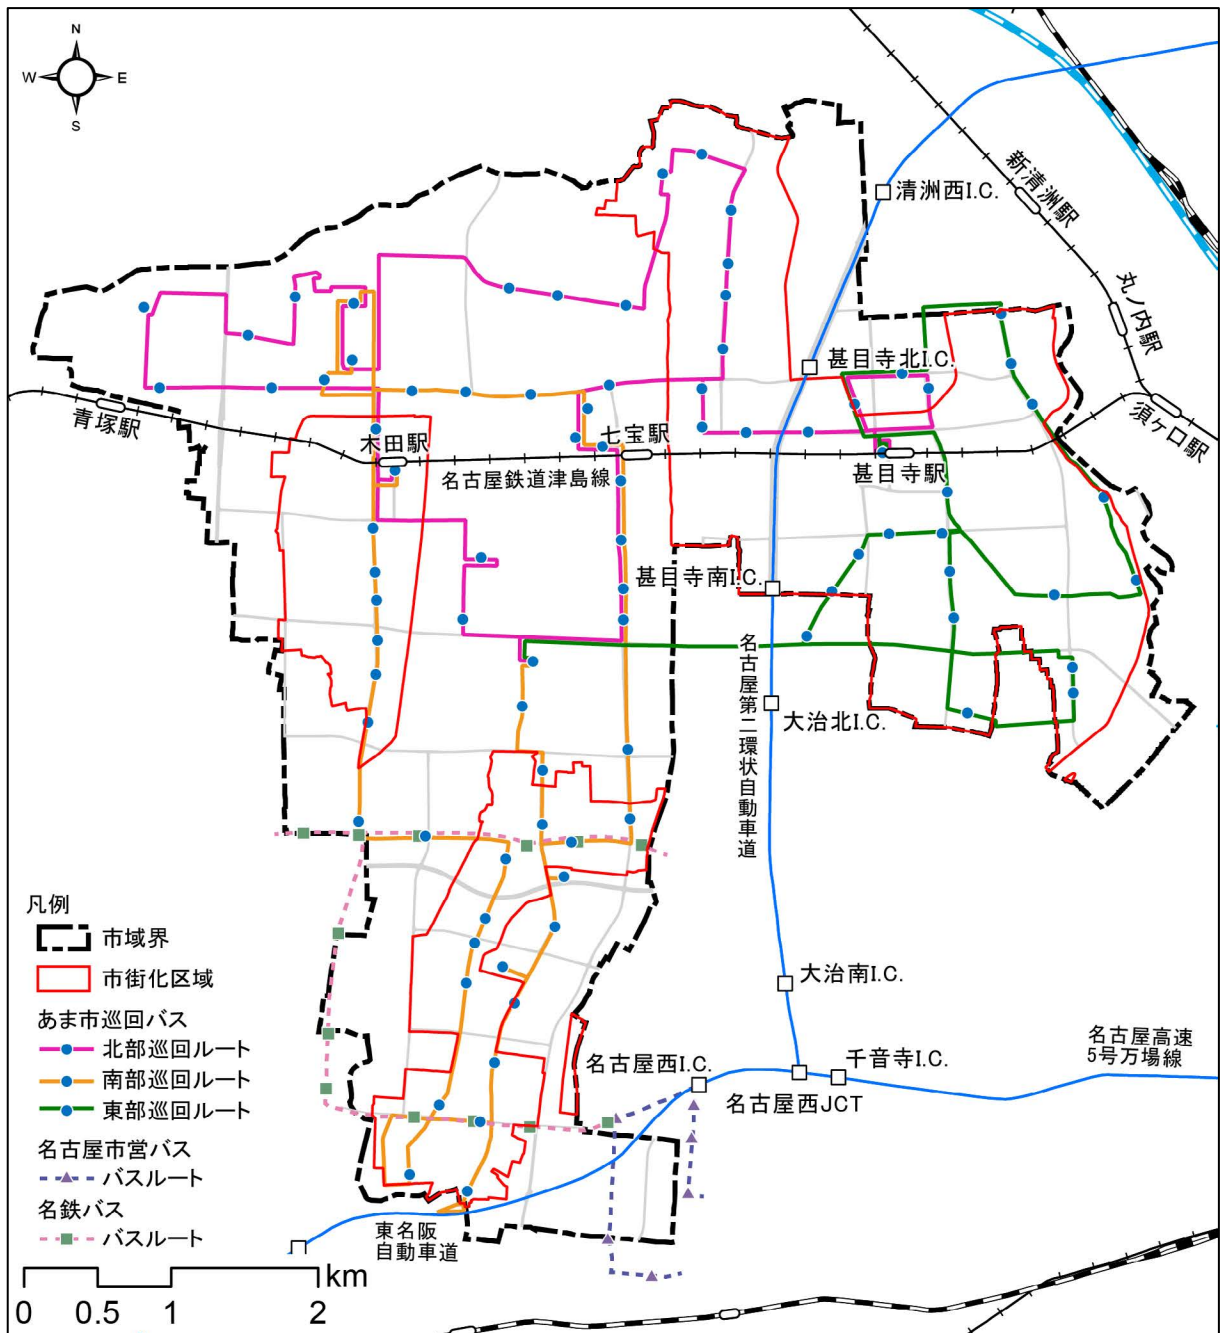 N
W E
S
清洲西I.C.
新清洲駅
丸ノ内駅
須ヶ口駅
甚目寺北I.C.
青塚駅
木田駅
七宝駅
名古屋鉄道津島線
甚目寺駅
甚目寺南I.C.
名古屋第二環状自動車道
大治北I.C.
大治南I.C.
名古屋西I.C.
千音寺I.C.
名古屋西JCT
名古屋高速
5号万場線
東名阪
自動車道
凡例
市域界
市街化区域
あま市巡回バス
北部巡回ルート
南部巡回ルート
東部巡回ルート
名古屋市営バス
バスルート
名鉄バス
バスルート
km
0 0.5 1 2